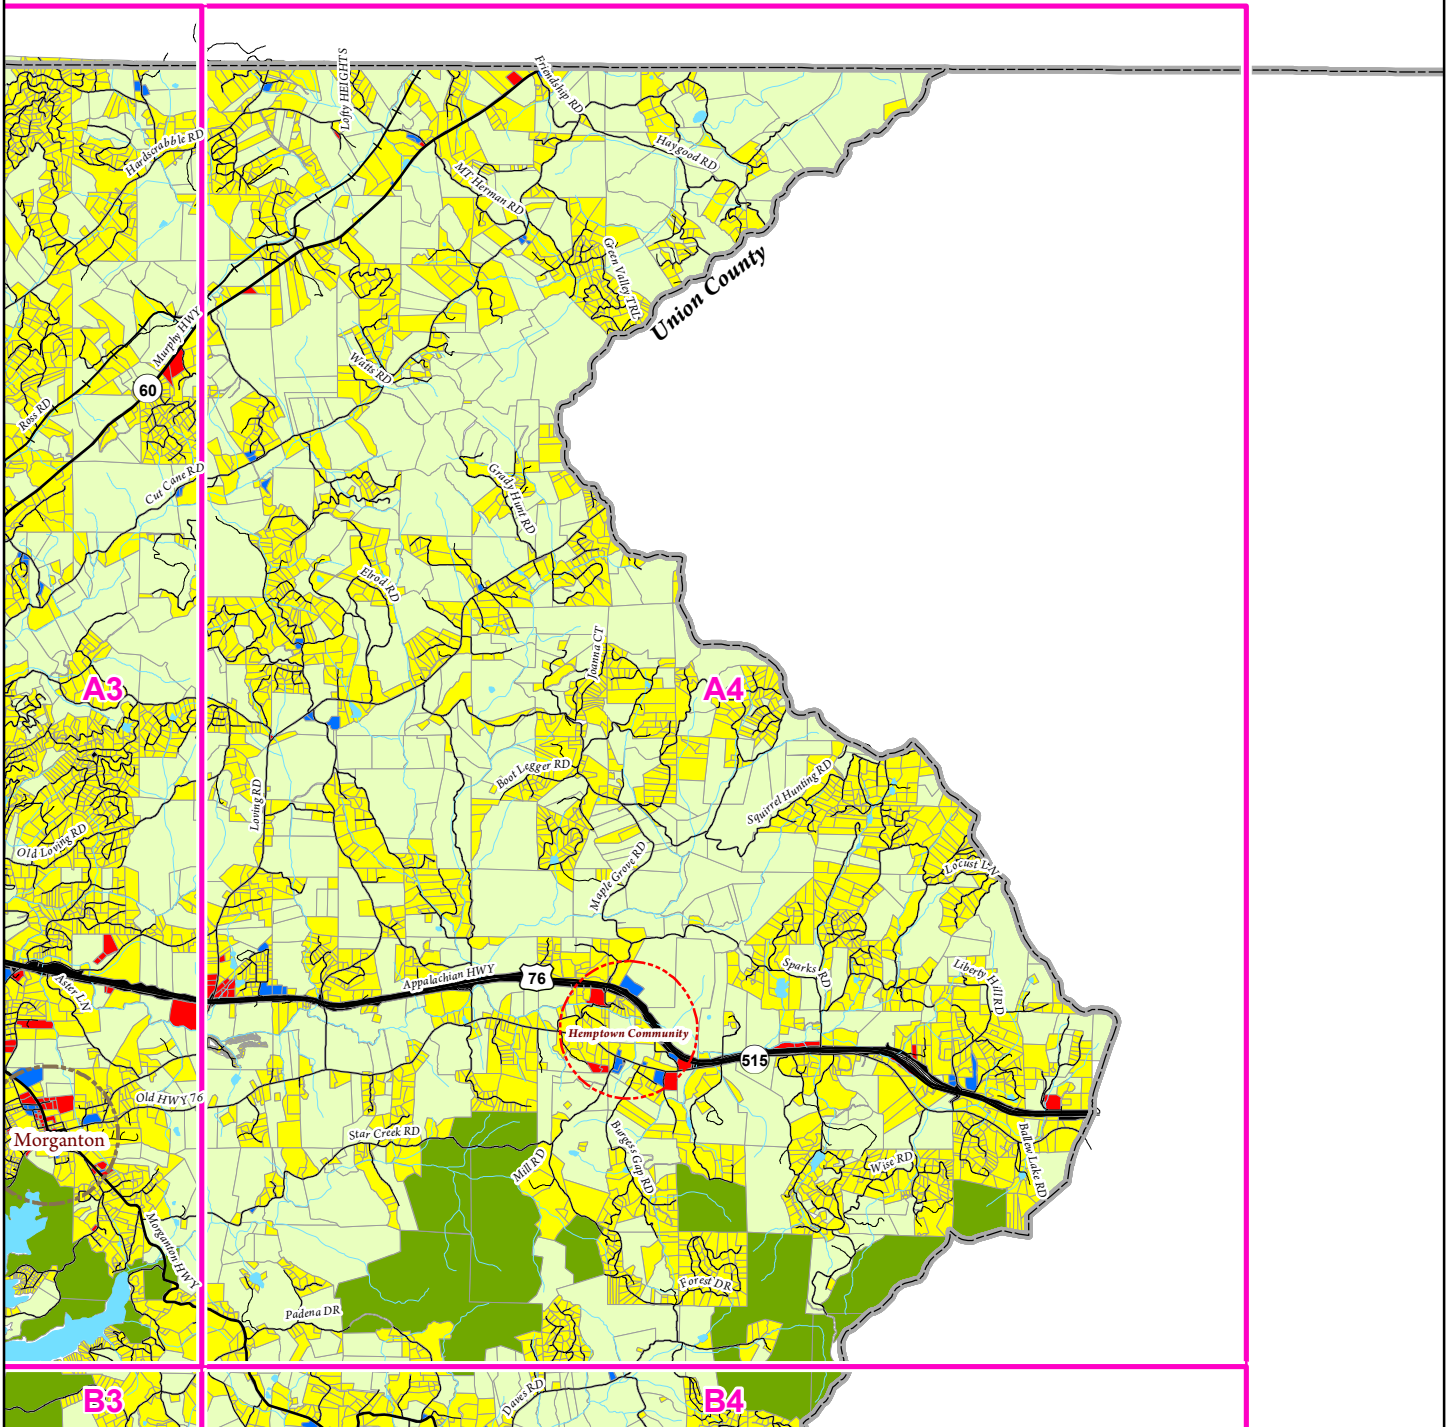 Lofty HEIGHTS
Friendship RD
Hardscrabble RD
Haygood RD
MT Herman RD
Green Valley TRL
Union County
Murphy HWY
Watts RD
60
Ross RD
Cut Cane RD
Grady Hunt RD
Elrod RD
Joanna CT
A3
A4
Boot Legger RD
Squirrel Hunting RD
Loving RD
Old Loving RD
Maple Grove RD
Locust LN
Aster LN
Appalachian HWY
76
Sparks RD
Liberty Hill RD
Hemptown Community
515
Old HWY 76
Morganton
Star Creek RD
Mill RD
Burgess Gap RD
Wise RD
Ballew Lake RD
Morganton HWY
Forest DR
Padena DR
B3
Daves RD
B4